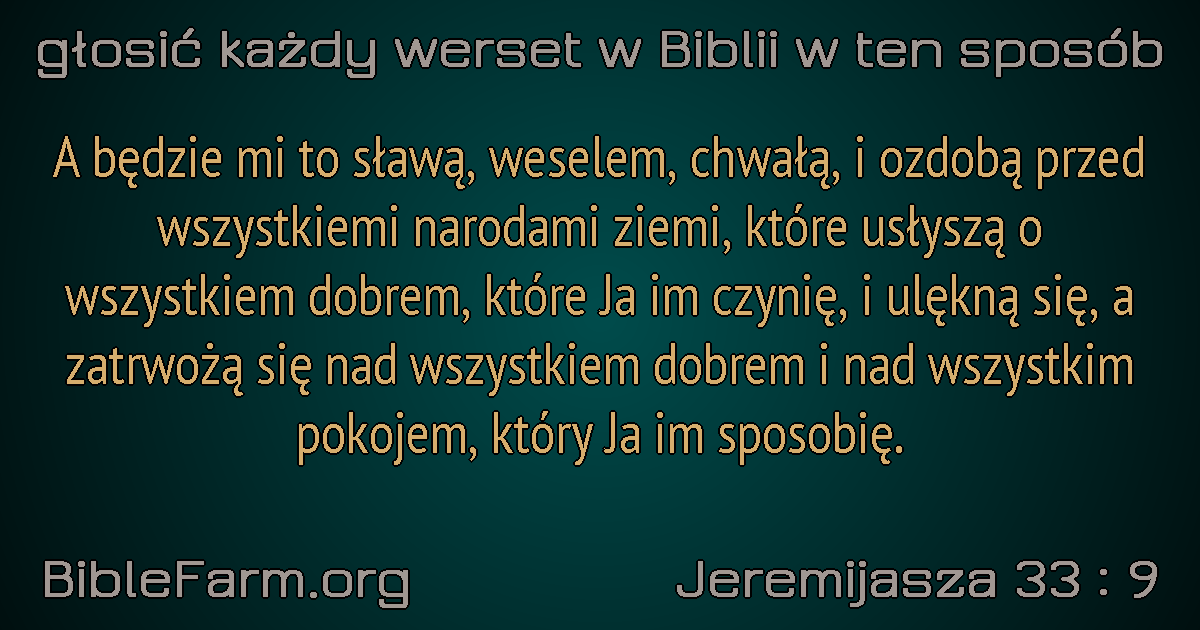 głosić każdy werset w Biblii w ten sposób
A będzie mi to sławą, weselem, chwałą, i ozdobą przed
wszystkiemi narodami ziemi, które usłyszą o
wszystkiem dobrem, które Ja im czynię, i ulękną się, a
zatrwożą się nad wszystkiem dobrem i nad wszystkim
pokojem, który Ja im sposobię.
BibleFarm.org
Jeremijasza 33 : 9